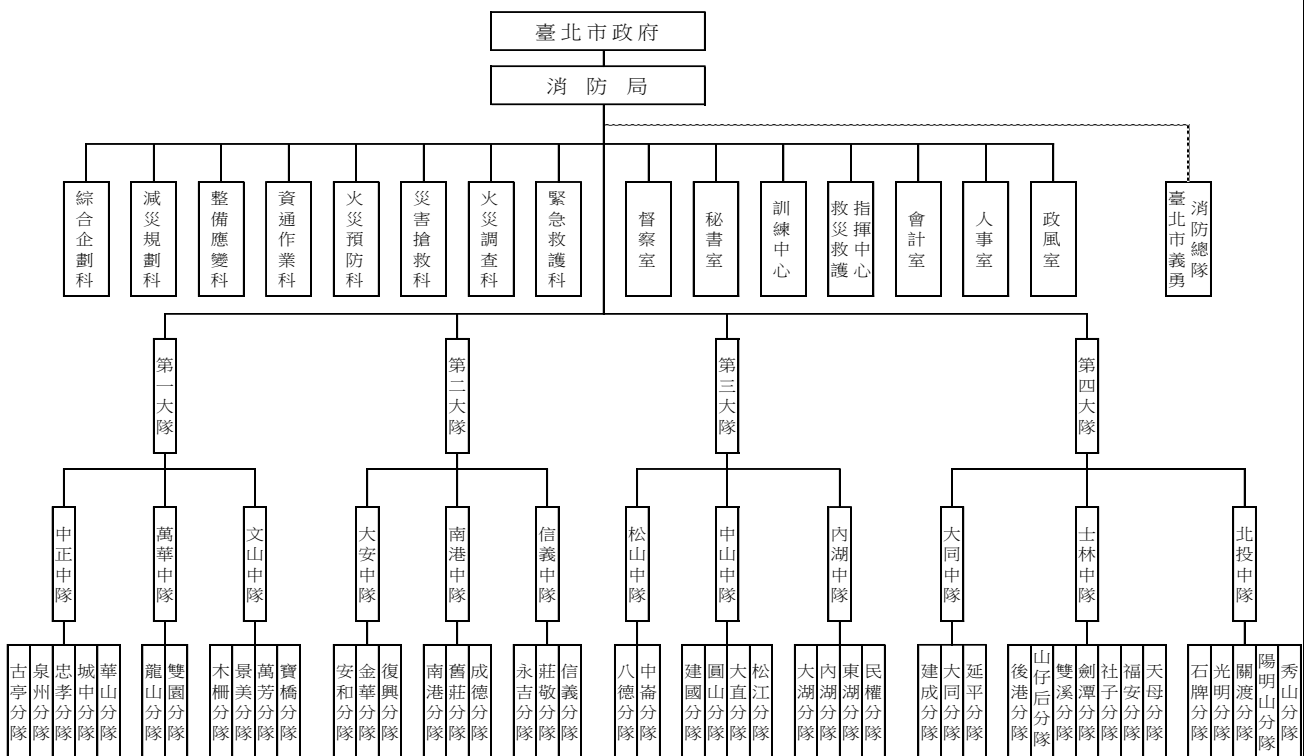 臺北市政府
消防局
綜合企劃科
減災規劃科
整備應變科
資通作業科
火災預防科
災害搶救科
火災調查科
緊急救護科
督察室
秘書室
訓練中心
救災救護
指揮中心
會計室
人事室
政風室
臺北市義勇
消防總隊
第一大隊
第二大隊
第三大隊
第四大隊
中正中隊
萬華中隊
文山中隊
大安中隊
南港中隊
信義中隊
松山中隊
中山中隊
內湖中隊
大同中隊
士林中隊
北投中隊
古亭分隊
泉州分隊
忠孝分隊
城中分隊
華山分隊
龍山分隊
雙園分隊
木柵分隊
景美分隊
萬芳分隊
寶橋分隊
安和分隊
金華分隊
復興分隊
南港分隊
舊莊分隊
成德分隊
永吉分隊
莊敬分隊
信義分隊
八德分隊
中崙分隊
建國分隊
圓山分隊
大直分隊
松江分隊
大湖分隊
內湖分隊
東湖分隊
民權分隊
建成分隊
大同分隊
延平分隊
後港分隊
山仔后分隊
雙溪分隊
劍潭分隊
社子分隊
福安分隊
天母分隊
石牌分隊
光明分隊
關渡分隊
陽明山分隊
秀山分隊